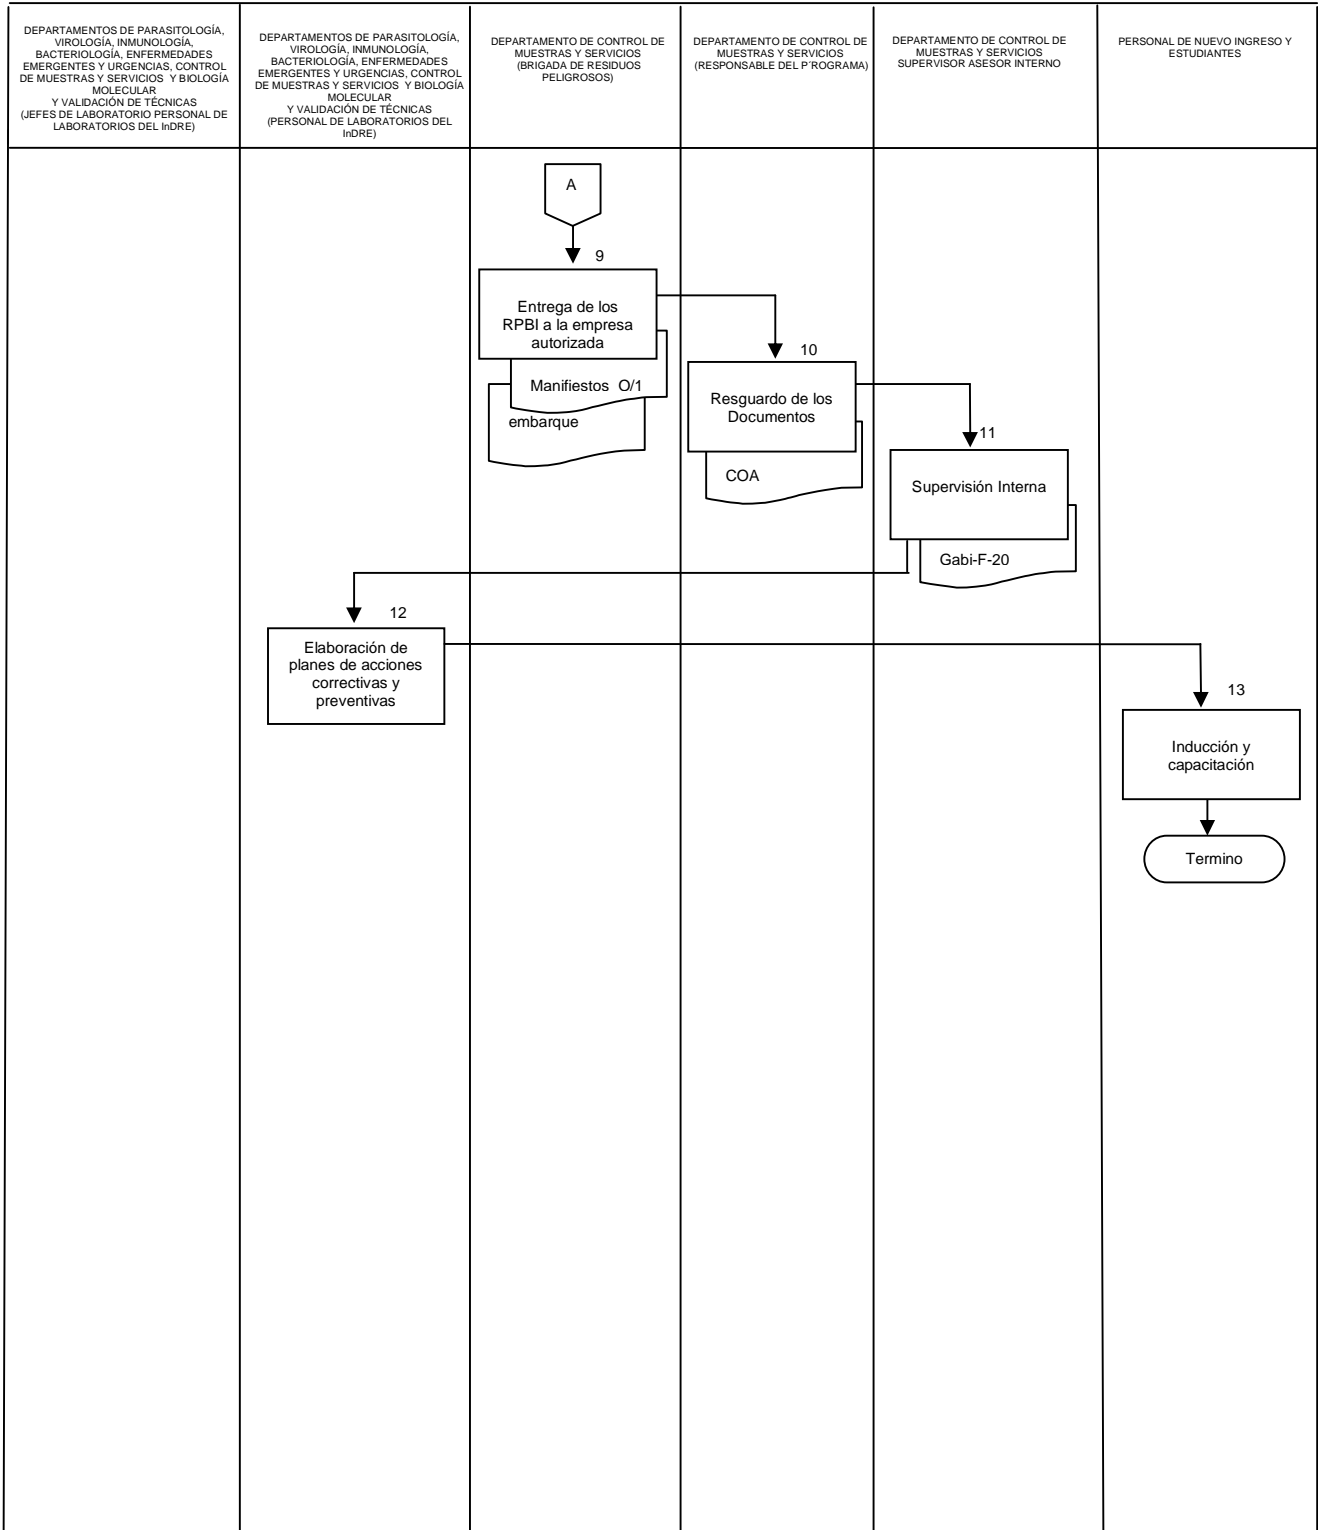 DEPARTAMENTOS DE PARASITOLOGÍA,
VIROLOGÍA, INMUNOLOGÍA,
BACTERIOLOGÍA, ENFERMEDADES
EMERGENTES Y URGENCIAS, CONTROL
DE MUESTRAS Y SERVICIOS Y BIOLOGÍA
MOLECULAR
Y VALIDACIÓN DE TÉCNICAS
(JEFES DE LABORATORIO PERSONAL DE
LABORATORIOS DEL InDRE)
DEPARTAMENTOS DE PARASITOLOGÍA,
VIROLOGÍA, INMUNOLOGÍA,
BACTERIOLOGÍA, ENFERMEDADES
EMERGENTES Y URGENCIAS, CONTROL
DE MUESTRAS Y SERVICIOS Y BIOLOGÍA
MOLECULAR
Y VALIDACIÓN DE TÉCNICAS
(PERSONAL DE LABORATORIOS DEL
InDRE)
DEPARTAMENTO DE CONTROL DE
MUESTRAS Y SERVICIOS
(BRIGADA DE RESIDUOS
PELIGROSOS)
DEPARTAMENTO DE CONTROL DE
MUESTRAS Y SERVICIOS
(RESPONSABLE DEL P´ROGRAMA)
DEPARTAMENTO DE CONTROL DE
MUESTRAS Y SERVICIOS
SUPERVISOR ASESOR INTERNO
PERSONAL DE NUEVO INGRESO Y
ESTUDIANTES
A
9
Entrega de los
RPBI a la empresa
autorizada
Manifiestos O/1
embarque
10
Resguardo de los
Documentos
COA
11
Supervisión Interna
Gabi-F-20
12
Elaboración de
planes de acciones
correctivas y
preventivas
13
Inducción y
capacitación
Termino